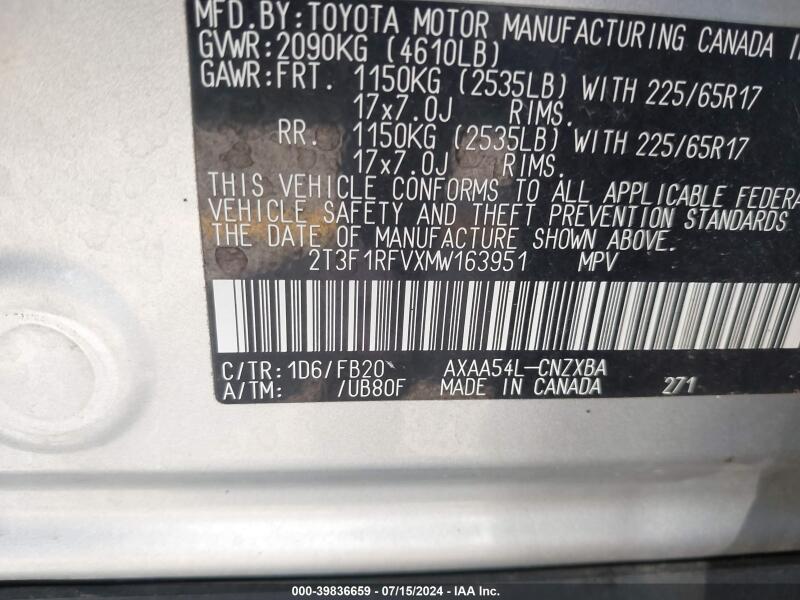 MFD.BY:TOYOTA MOTOR MANUFACTURING CANADA
GVWR:2090KG (4610LB)
GAWR:FRT. 1150KG (2535LB) WITH 225/65R17
17x7.0J RIMS.
RR. 1150KG (2535LB) WITH 225/65R17
17x7.0J RIMS.
THIS VEHICLE CONFORMS TO ALL APPLICABLE FEDERA
VEHICLE SAFETY AND THEFT PREVENTION STANDARDS
THE DATE OF MANUFACTURE SHOWN ABOVE.
2T3F1RFVXMW163951 MPV
C/TR:1D6/FB20 AXAA54L-CNZXBA
A/TM: /UB80F MADE IN CANADA 271
000-39836659 - 07/15/2024 - IAA Inc.